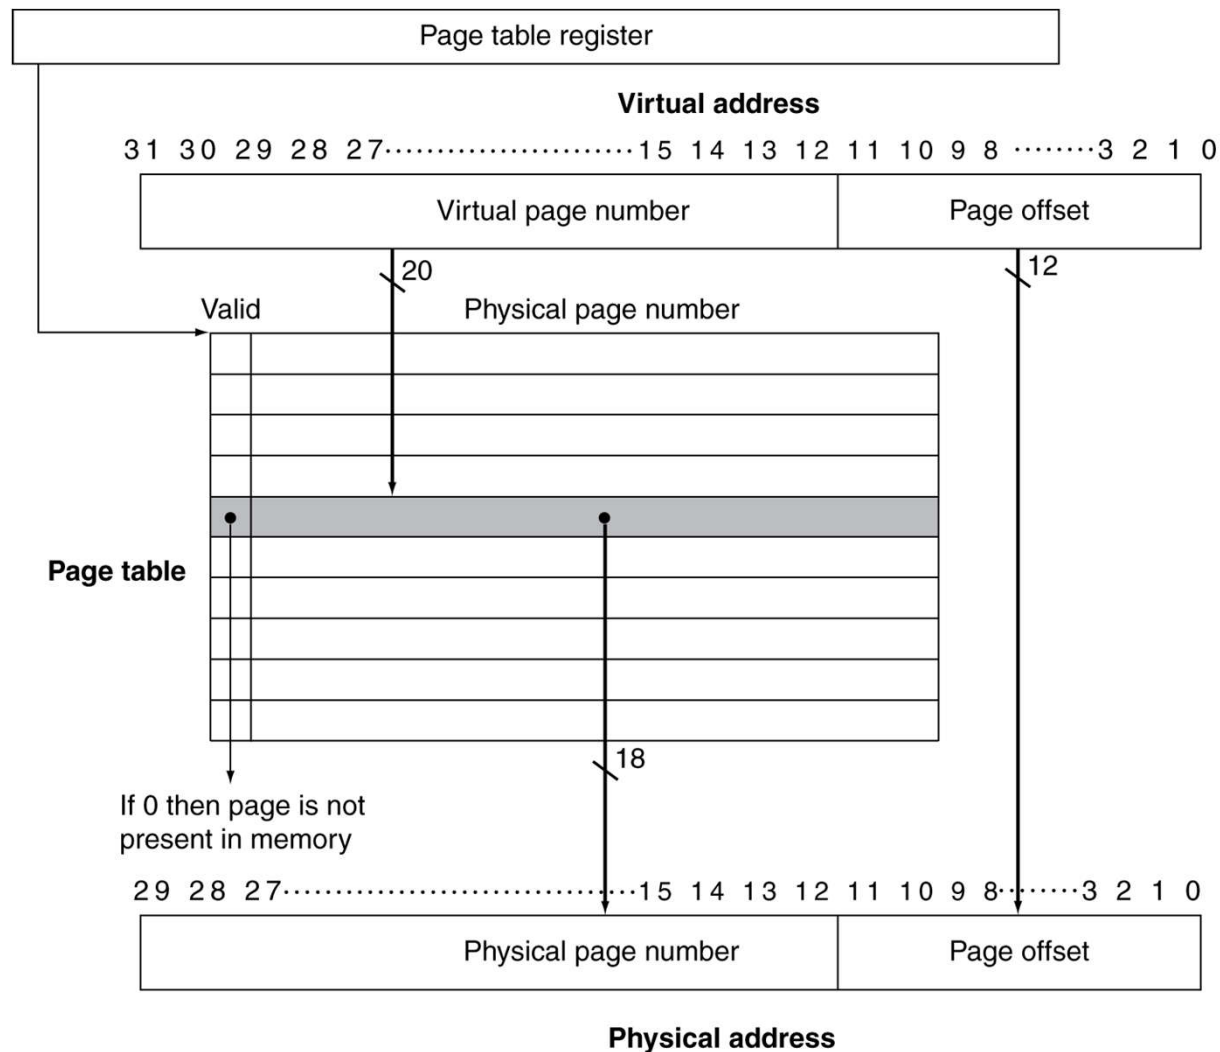 Page table register
Virtual address
31 30 29 28 27························15 14 13 12 11 10 9 8 ········3 2 1 0
Virtual page number Page offset
20 12
Valid Physical page number
Page table
18
If 0 then page is not
present in memory
29 28 27··································15 14 13 12 11 10 9 8········3 2 1 0
Physical page number Page offset
Physical address